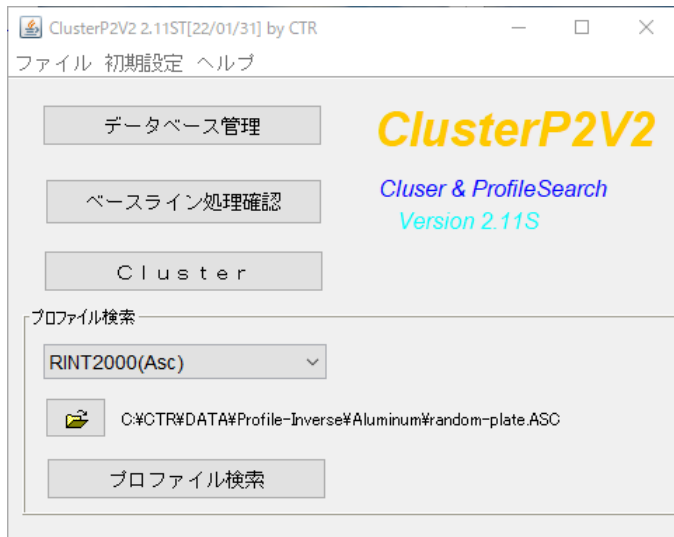 ClusterP2V2 2.11ST[22/01/31] by CTR
ファイル 初期設定 ヘルプ
データベース管理
ClusterP2V2
ベースライン処理確認
Cluser & ProfileSearch
Version 2.11S
Ｃｌｕｓｔｅｒ
プロファイル検索
RINT2000(Asc)
C:¥CTR¥DATA¥Profile-Inverse¥Aluminum¥random-plate.ASC
プロファイル検索